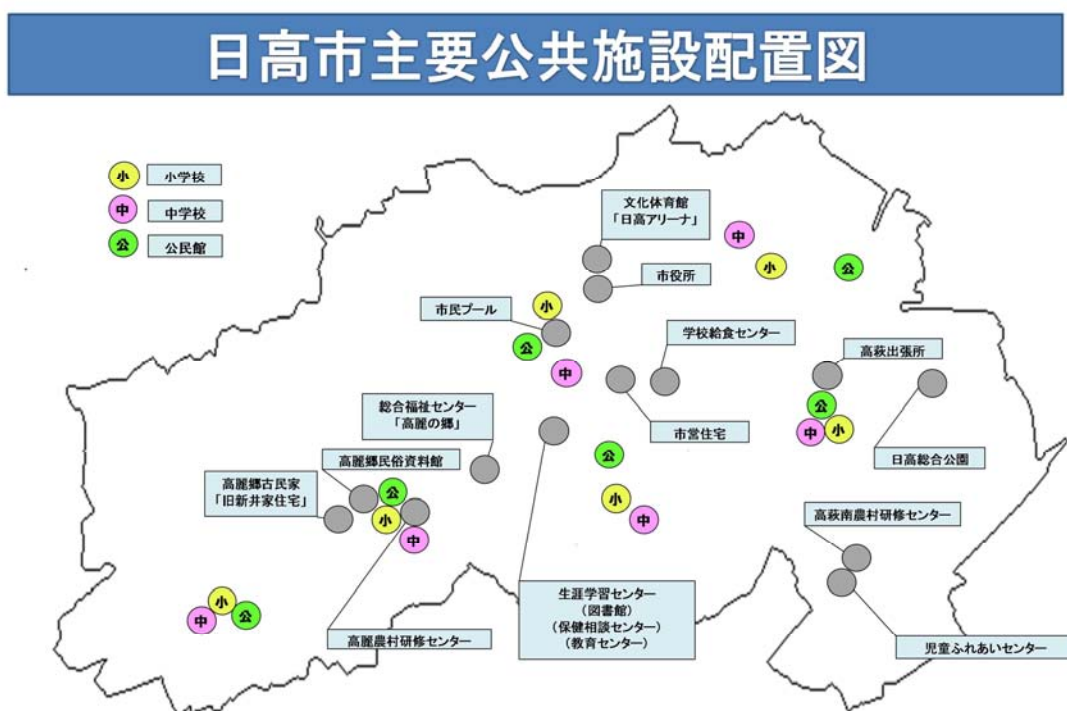 日高市主要公共施設配置図
小 小学校
中 中学校
公 公民館
文化体育館
「日高アリーナ」
中
小
公
市役所
小
市民プール
公
学校給食センター
中
高萩出張所
総合福祉センター
「高麗の郷」
公
中
小
市営住宅
日高総合公園
高麗郷民俗資料館
公
高麗郷古民家
「旧新井家住宅」
公
小
中
小
中
高萩南農村研修センター
生涯学習センター
（図書館）
（保健相談センター）
（教育センター）
小
中
公
高麗農村研修センター
児童ふれあいセンター